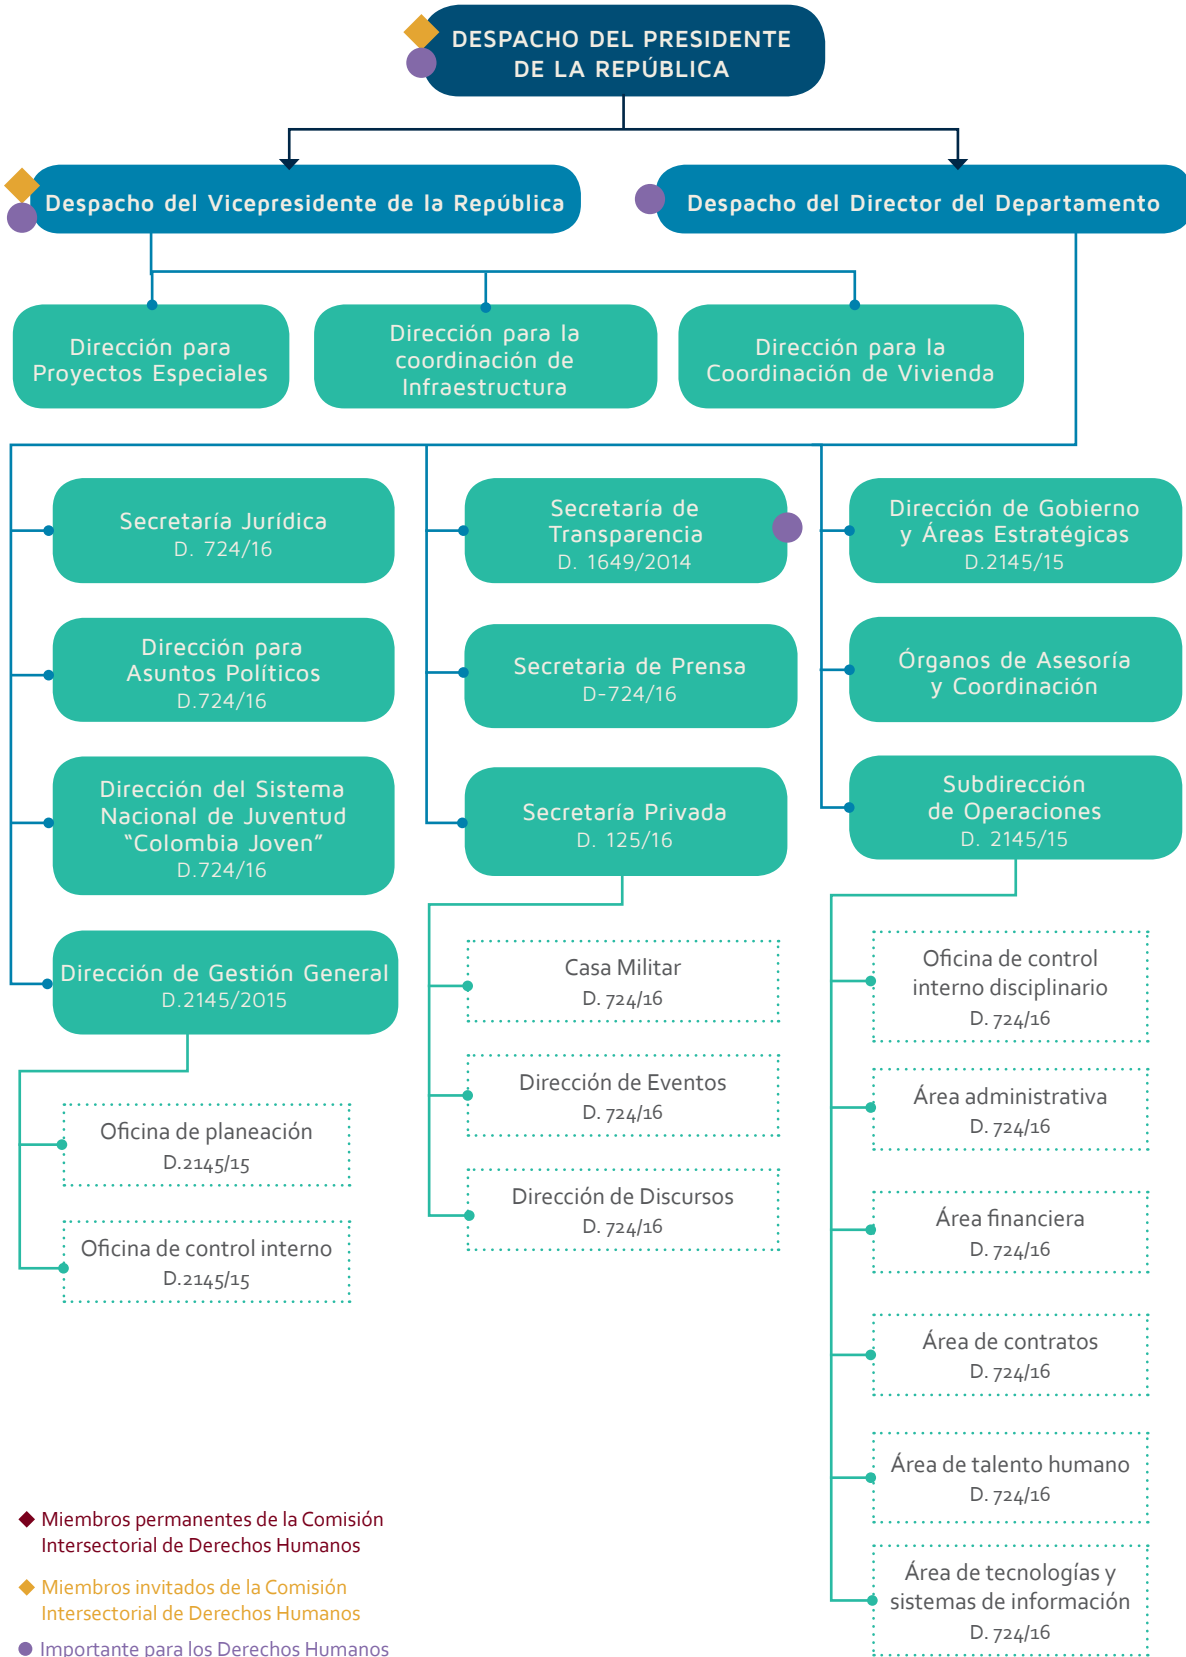 DESPACHO DEL PRESIDENTE
DE LA REPÚBLICA
Despacho del Vicepresidente de la República
Despacho del Director del Departamento
Dirección para
Proyectos Especiales
Dirección para la
coordinación de
Infraestructura
Dirección para la
Coordinación de Vivienda
Secretaría Jurídica
D. 724/16
Secretaría de
Transparencia
D. 1649/2014
Dirección de Gobierno
y Áreas Estratégicas
D.2145/15
Dirección para
Asuntos Políticos
D.724/16
Secretaria de Prensa
D-724/16
Órganos de Asesoría
y Coordinación
Dirección del Sistema
Nacional de Juventud
“Colombia Joven”
D.724/16
Secretaría Privada
D. 125/16
Subdirección
de Operaciones
D. 2145/15
Dirección de Gestión General
D.2145/2015
Oficina de planeación
D.2145/15
Oficina de control interno
D.2145/15
Casa Militar
D. 724/16
Dirección de Eventos
D. 724/16
Dirección de Discursos
D. 724/16
Oficina de control
interno disciplinario
D. 724/16
Área administrativa
D. 724/16
Área financiera
D. 724/16
Área de contratos
D. 724/16
Área de talento humano
D. 724/16
Área de tecnologías y
sistemas de información
D. 724/16
Miembros permanentes de la Comisión
Intersectorial de Derechos Humanos
Miembros invitados de la Comisión
Intersectorial de Derechos Humanos
Importante para los Derechos Humanos